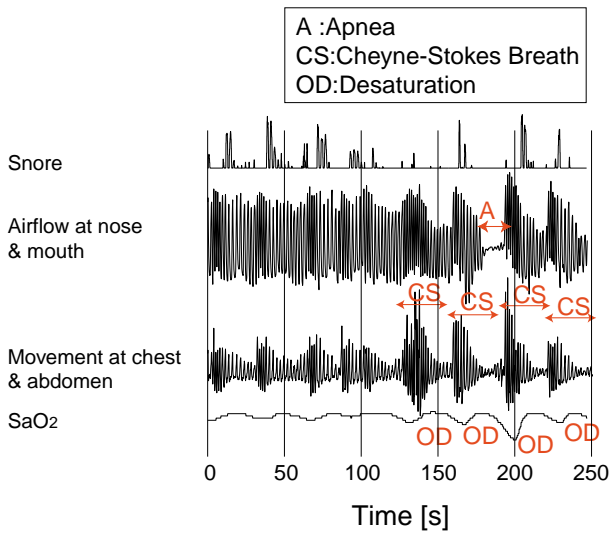 A :Apnea
CS:Cheyne-Stokes Breath
OD:Desaturation
Snore
Airflow at nose
& mouth
A
CS
CS
CS
CS
Movement at chest
& abdomen
SaO2
OD
OD
OD
OD
0
50
100
150
200
250
Time [s]